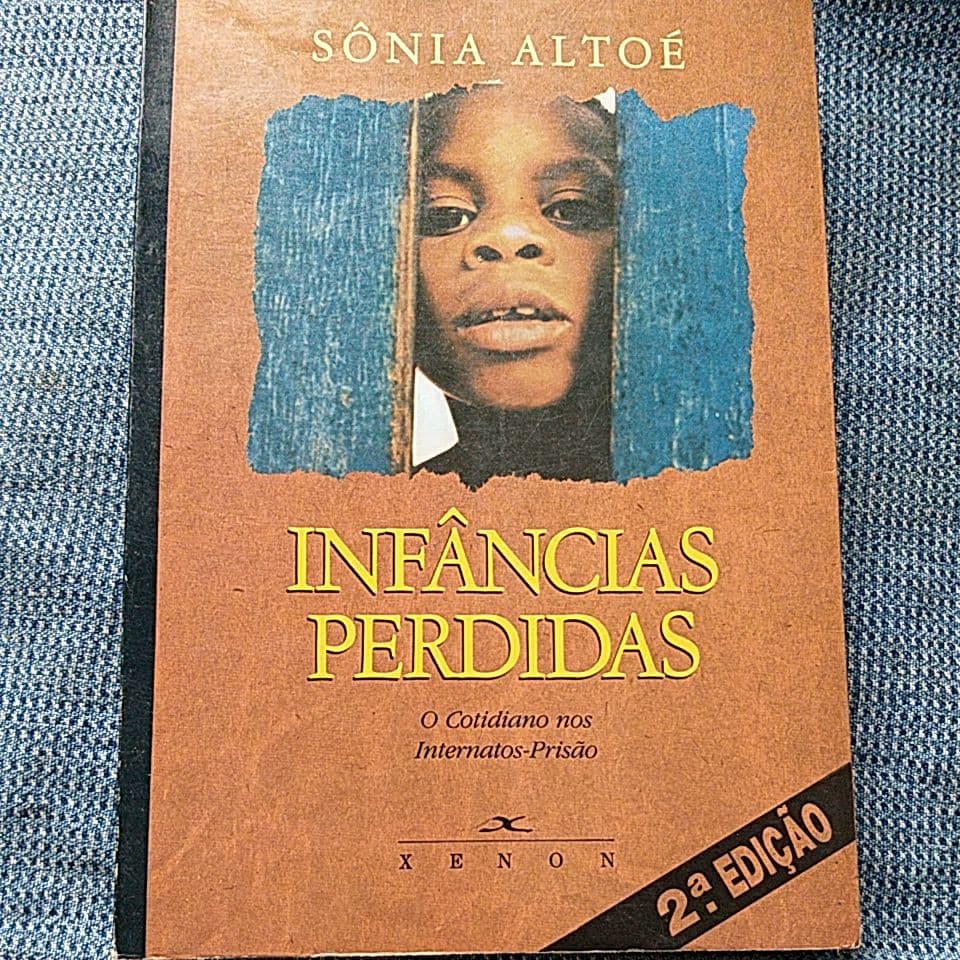 SÔNIA ALTOÉ
INFÂNCIAS
PERDIDAS
O Cotidiano nos
Internatos-Prisão
XENON
2ª. EDIÇÃO